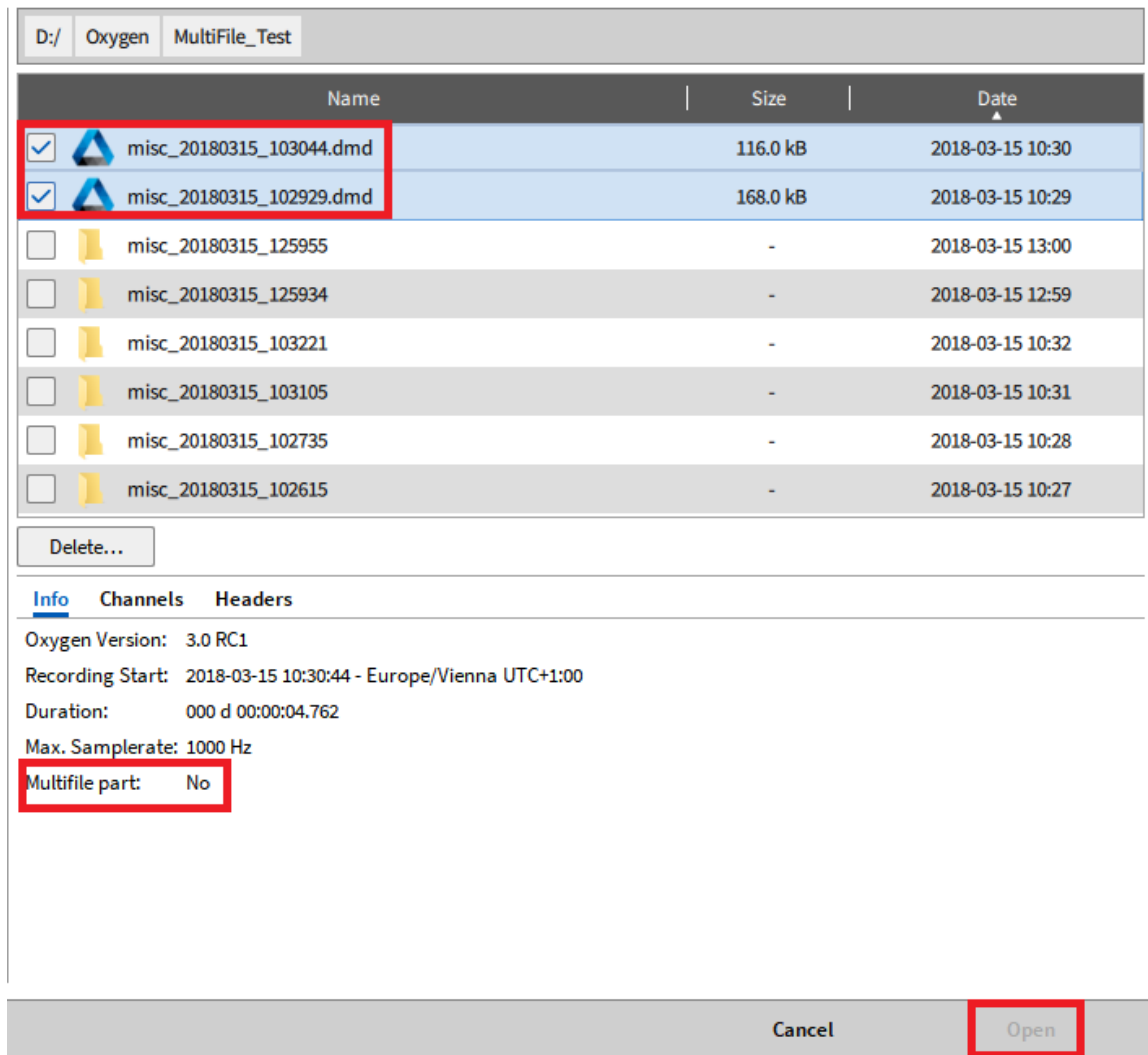 D:/ Oxygen MultiFile_Test
Name Size Date
misc_20180315_103044.dmd 116.0 kB 2018-03-15 10:30
misc_20180315_102929.dmd 168.0 kB 2018-03-15 10:29
misc_20180315_125955 - 2018-03-15 13:00
misc_20180315_125934 - 2018-03-15 12:59
misc_20180315_103221 - 2018-03-15 10:32
misc_20180315_103105 - 2018-03-15 10:31
misc_20180315_102735 - 2018-03-15 10:28
misc_20180315_102615 - 2018-03-15 10:27
Delete...
Info Channels Headers
Oxygen Version: 3.0 RC1
Recording Start: 2018-03-15 10:30:44 - Europe/Vienna UTC+1:00
Duration: 000 d 00:00:04.762
Max. Samplerate: 1000 Hz
Multifile part: No
Cancel Open